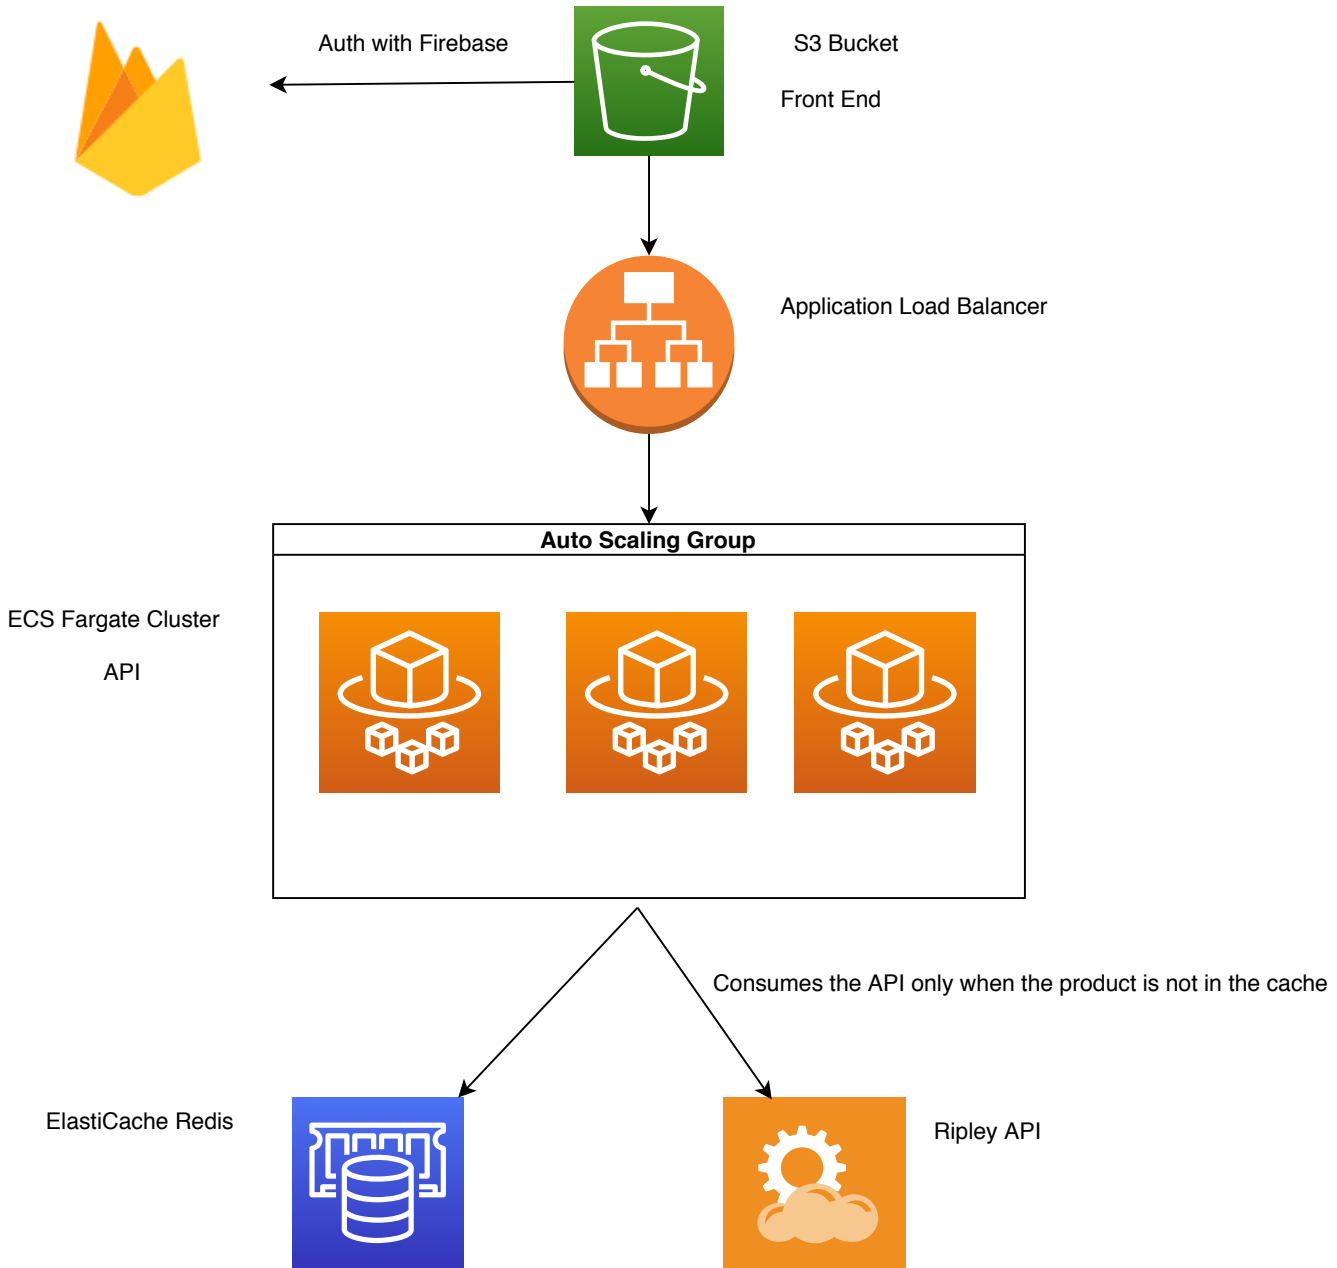 Auth with Firebase
S3 Bucket
Front End
Application Load Balancer
Auto Scaling Group
ECS Fargate Cluster
API
Consumes the API only when the product is not in the cache
ElastiCache Redis
Ripley API